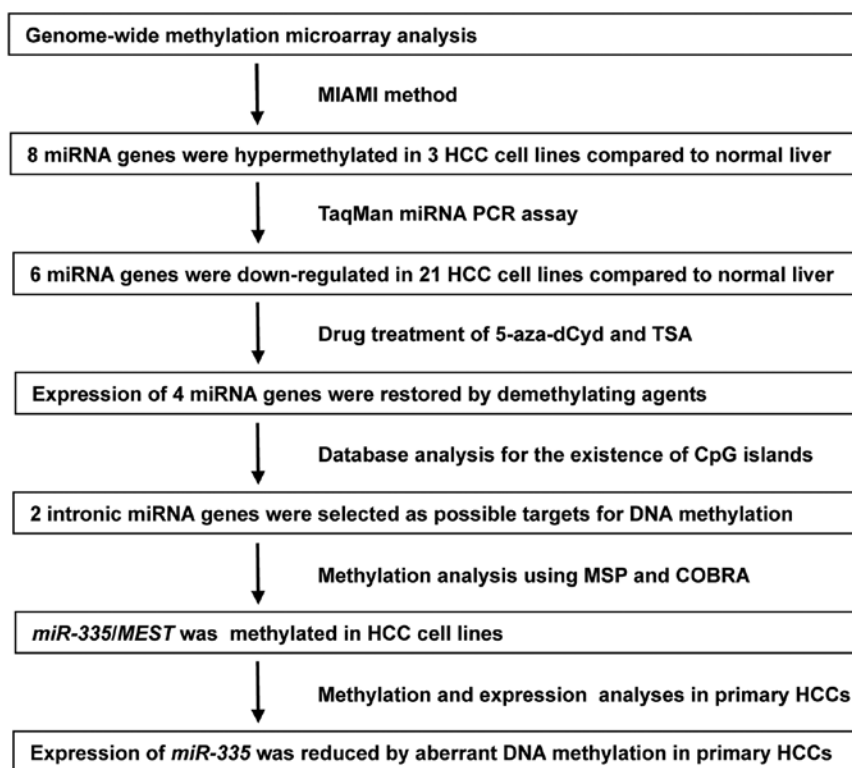 Genome-wide methylation microarray analysis
MIAMI method
8 miRNA genes were hypermethylated in 3 HCC cell lines compared to normal liver
TaqMan miRNA PCR assay
6 miRNA genes were down-regulated in 21 HCC cell lines compared to normal liver
Drug treatment of 5-aza-dCyd and TSA
Expression of 4 miRNA genes were restored by demethylating agents
Database analysis for the existence of CpG islands
2 intronic miRNA genes were selected as possible targets for DNA methylation
Methylation analysis using MSP and COBRA
miR-335/MEST was methylated in HCC cell lines
Methylation and expression analyses in primary HCCs
Expression of miR-335 was reduced by aberrant DNA methylation in primary HCCs